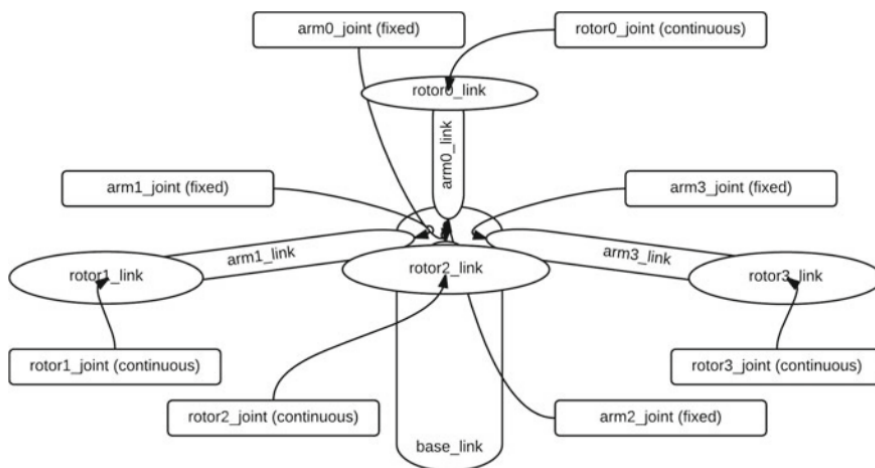 arm0_joint (fixed)
rotor0_joint (continuous)
rotor0_link
arm0_link
arm1_joint (fixed)
arm3_joint (fixed)
arm1_link
arm3_link
rotor1_link
rotor2_link
rotor3_link
rotor1_joint (continuous)
rotor3_joint (continuous)
rotor2_joint (continuous)
arm2_joint (fixed)
base_link